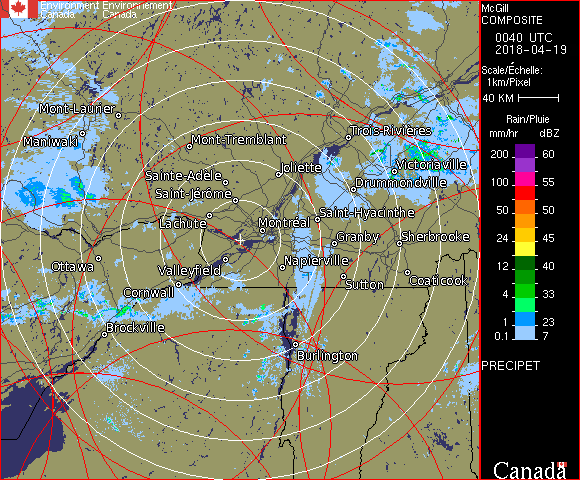 Environment Environnement
Canada Canada
McGill
COMPOSITE
0040 UTC
2018-04-19
Scale/Échelle:
1km/Pixel
40 KM
Rain/Pluie
mm/hr dBZ
200 60
100 55
50 50
24 45
12 40
4 33
1 23
0.1 7
PRECIPET
Canada
Mont-Laurier
Maniwaki
Mont-Tremblant
Trois-Rivières
Sainte-Adèle
Joliette
Victoriaville
Saint-Jérôme
Drummondville
Lachute
Montréal
Saint-Hyacinthe
Granby
Sherbrooke
Ottawa
Valleyfield
Napierville
Cornwall
Sutton
Coaticook
Brockville
Burlington